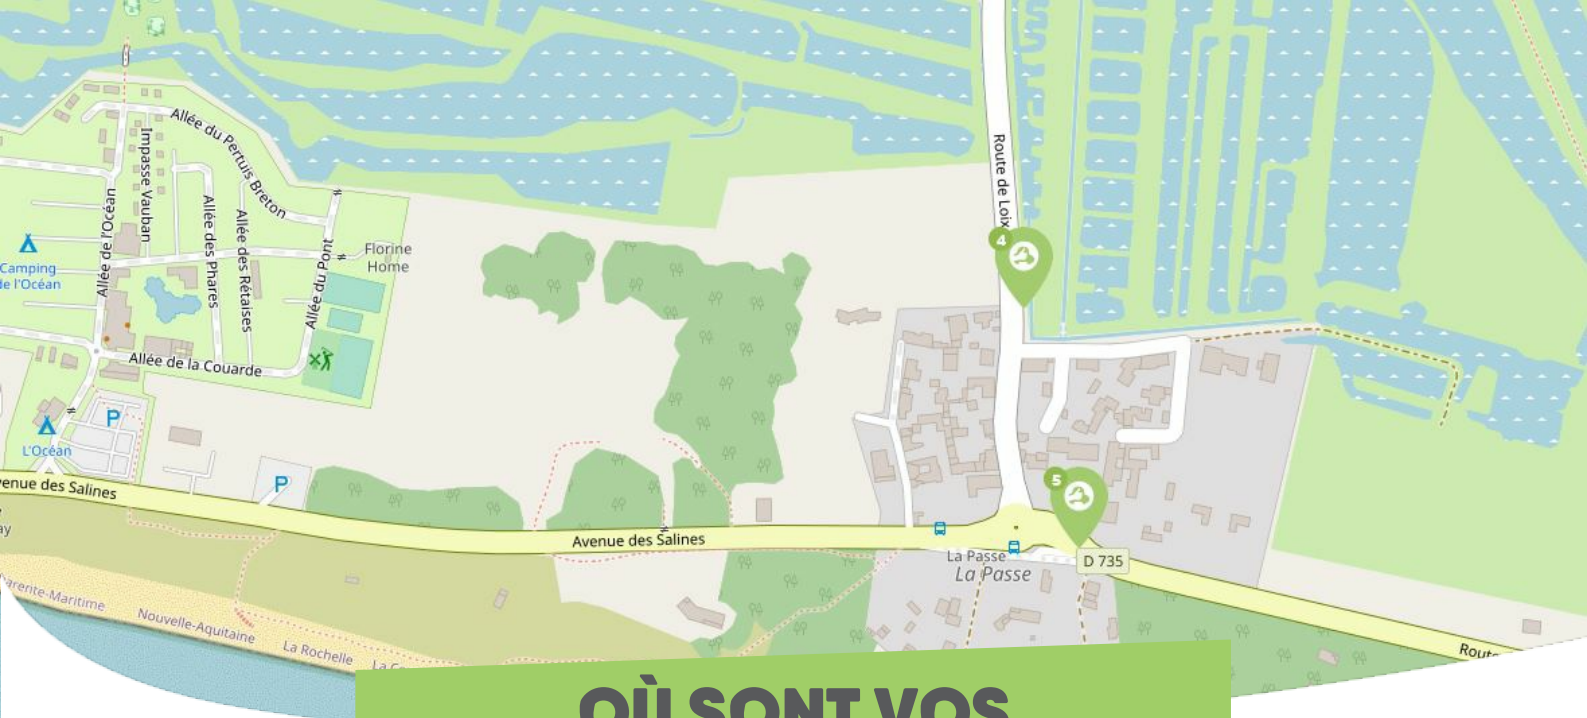 Allée du Pertuis Breton
Impasse Vauban
Route de Loix
Allée de l'Océan
Allée des Phares
Allée des Rétaises
Allée du Pont
Florine
Home
4
Camping
de l'Océan
Allée de la Couarde
P
L'Océan
P
5
Avenue des Salines
Avenue des Salines
La Passe
La Passe
D 735
Charente-Maritime
Nouvelle-Aquitaine
La Rochelle
Route
OÙ SONT VOS